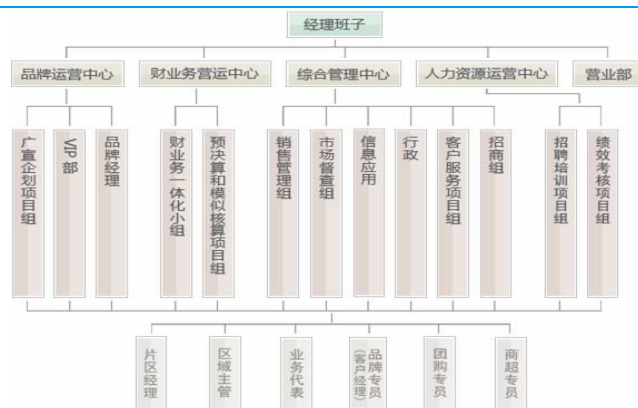 经理班子
品牌运营中心
财业务营运中心
综合管理中心
人力资源运营中心
营业部
广宣企划项目组
VIP部
品牌经理
财业务一体化小组
预决算和模似核算项目组
销售管理组
市场督查组
信息应用
行政
客户服务项目组
招商组
招聘培训项目组
绩效考核项目组
片区经理
区域主管
业务代表
品牌专员
(客户经理)
团购专员
商超专员